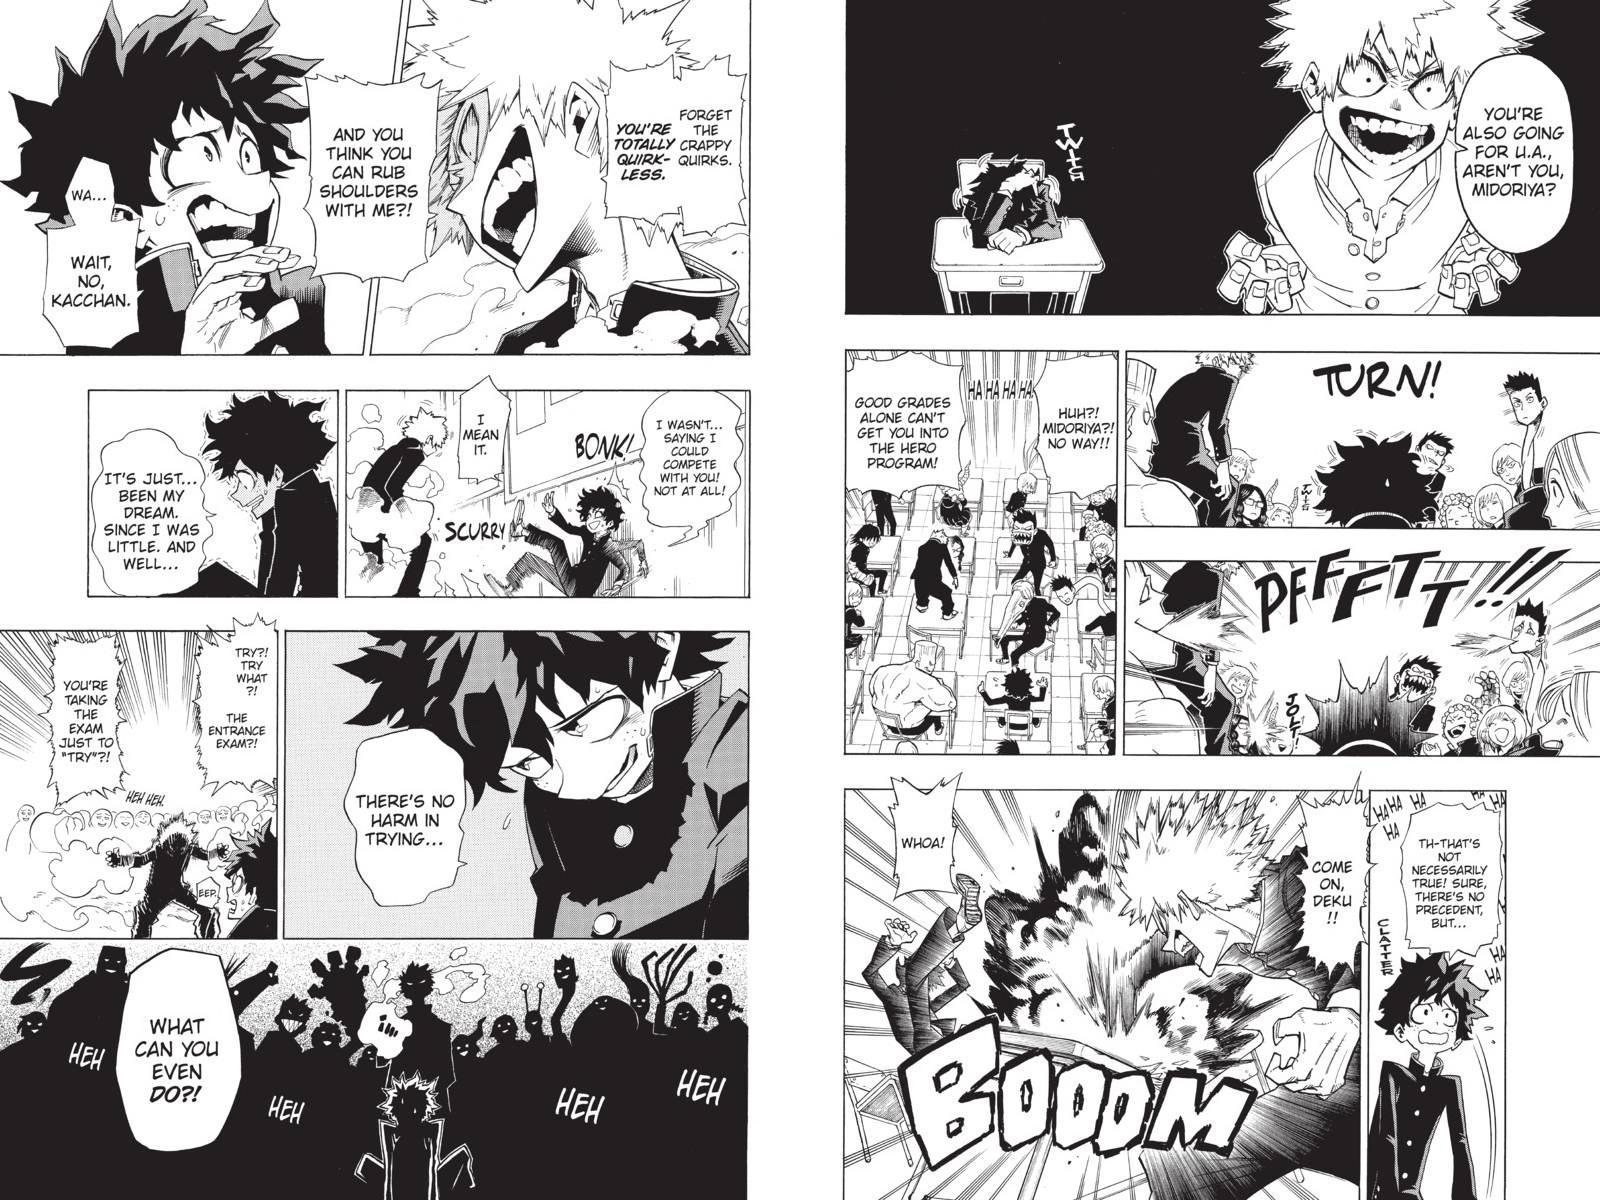 YOU'RE
ALSO GOING
FOR U.A.,
AREN'T YOU,
MIDORIYA?
TWITCH
TURN!
TWITCH
HUH?!
MIDORIYA?!
NO WAY!!
HA HA HA HA!
GOOD GRADES
ALONE CAN'T
GET YOU INTO
THE HERO
PROGRAM!
PFFFTT!!!
JOLT!
HA
HA
HA HA
HA
TH-THAT'S
NOT
NECESSARILY
TRUE! SURE,
THERE'S NO
PRECEDENT,
BUT...
HA
HA
CLATTER
COME
ON,
DEKU
!!
WHOA!
BOOOM
FORGET
THE
CRAPPY
QUIRKS.
YOU'RE
TOTALLY
QUIRK-
LESS.
AND YOU
THINK YOU
CAN RUB
SHOULDERS
WITH ME?!
WA...
WAIT,
NO,
KACCHAN.
I WASN'T...
SAYING I
COULD
COMPETE
WITH YOU!
NOT AT ALL!
BONK!
SCURRY
I
MEAN
IT.
IT'S JUST...
BEEN MY
DREAM.
SINCE I WAS
LITTLE. AND
WELL...
THERE'S NO
HARM IN
TRYING...
TRY?!
TRY
WHAT
?!
THE
ENTRANCE
EXAM?!
YOU'RE
TAKING
THE
EXAM
JUST TO
"TRY"?!
HEH HEH.
EEP.
WHAT
CAN YOU
EVEN
DO?!
HEH
HEH
HEH
HEH